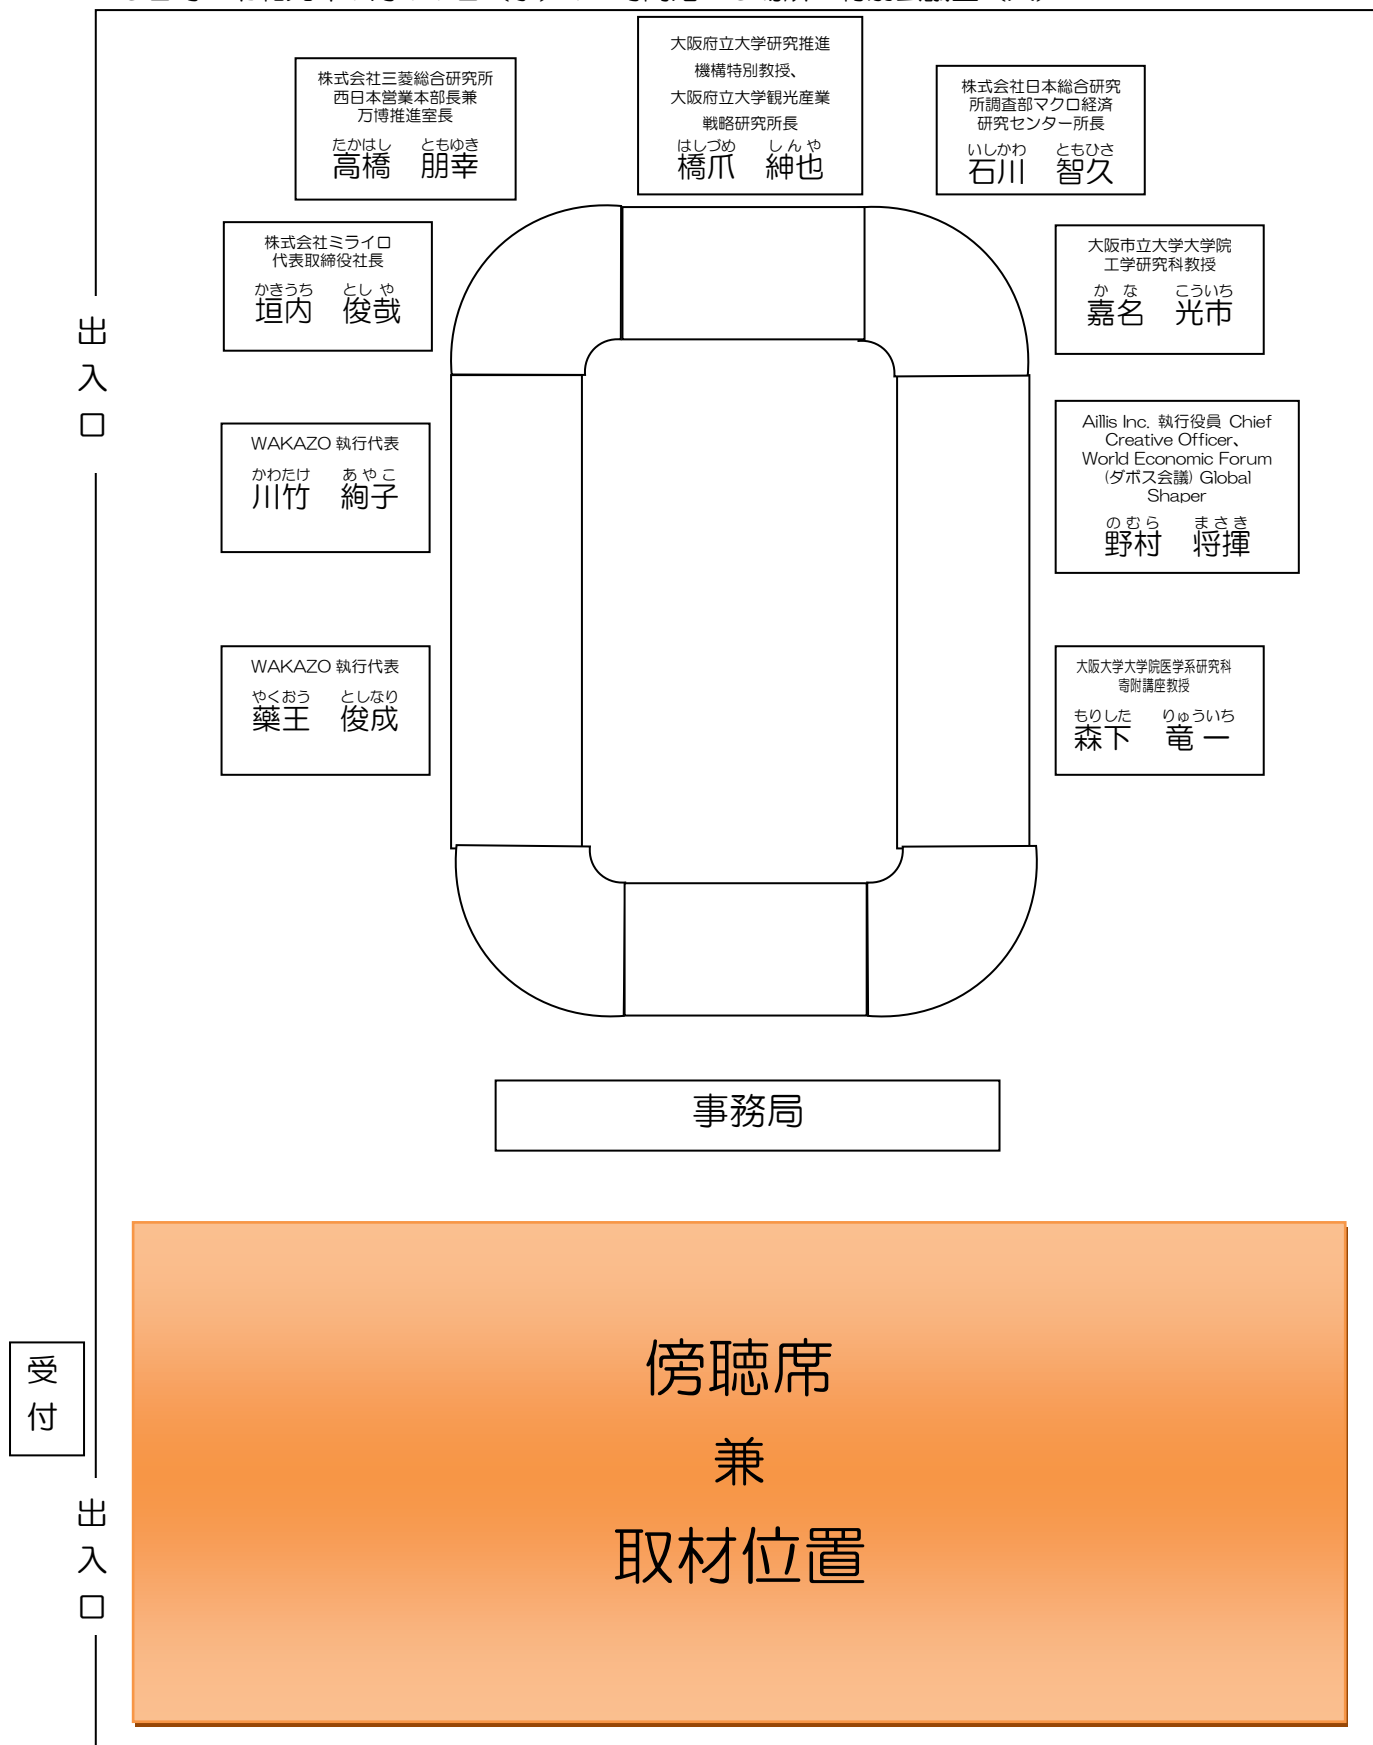 大阪府立大学研究推進
機構特別教授、
大阪府立大学観光産業
戦略研究所長
はしづめ しんや
橋爪 紳也
株式会社三菱総合研究所
西日本営業本部長兼
万博推進室長
たかはし ともゆき
高橋 朋幸
株式会社日本総合研究
所調査部マクロ経済
研究センター所長
いしかわ ともひさ
石川 智久
株式会社ミライロ
代表取締役社長
かきうち としや
垣内 俊哉
大阪市立大学大学院
工学研究科教授
かな こういち
嘉名 光市
出入口
WAKAZO 執行代表
かわたけ あやこ
川竹 絢子
Aillis Inc. 執行役員 Chief
Creative Officer、
World Economic Forum
(ダボス会議) Global
Shaper
のむら まさき
野村 将揮
WAKAZO 執行代表
やくおう としなり
藥王 俊成
大阪大学大学院医学系研究科
寄附講座教授
もりした りゅういち
森下 竜一
事務局
受付
傍聴席
兼
取材位置
出入口